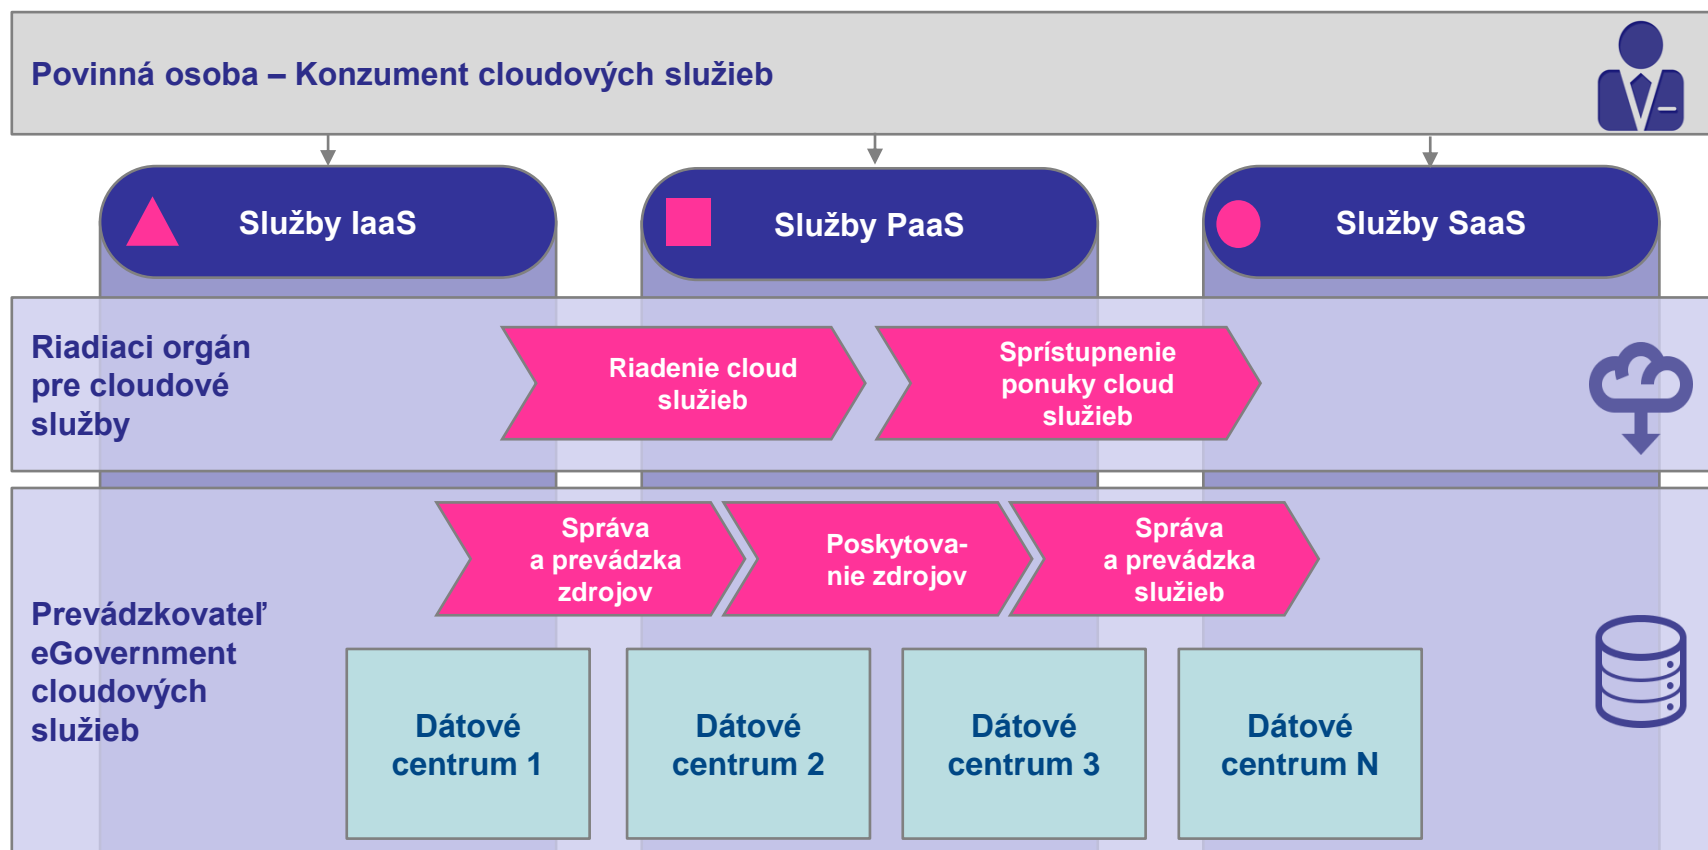 Povinná osoba – Konzument cloudových služieb
Služby IaaS
Služby PaaS
Služby SaaS
Riadiaci orgán
pre cloudové
služby
Riadenie cloud
služieb
Sprístupnenie
ponuky cloud
služieb
Prevádzkovateľ
eGovernment
cloudových
služieb
Správa
a prevádzka
zdrojov
Poskytova-
nie zdrojov
Správa
a prevádzka
služieb
Dátové
centrum 1
Dátové
centrum 2
Dátové
centrum 3
Dátové
centrum N